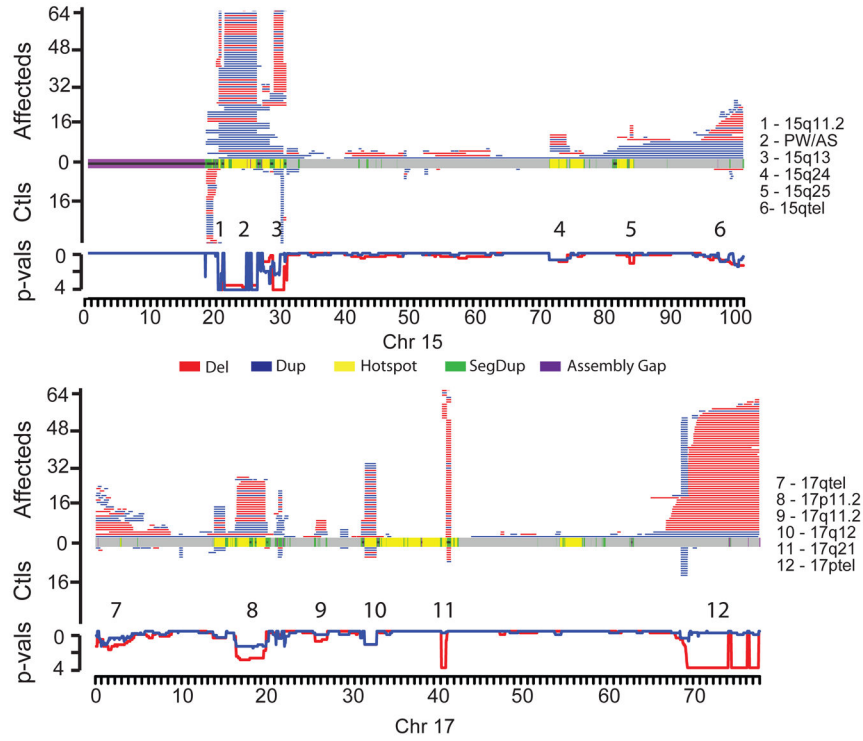 64
48
32
16
0
16
Affecteds
Ctls
1 2 3 4 5 6
1 - 15q11.2
2 - PW/AS
3 - 15q13
4 - 15q24
5 - 15q25
6- 15qtel
p-vals
0
4
0 10 20 30 40 50 60 70 80 90 100
Chr 15
Del Dup Hotspot SegDup Assembly Gap
64
48
32
16
0
16
Affecteds
Ctls
7 8 9 10 11 12
7 - 17qtel
8 - 17p11.2
9 - 17q11.2
10 - 17q12
11 - 17q21
12 - 17ptel
p-vals
0
4
0 10 20 30 40 50 60 70
Chr 17